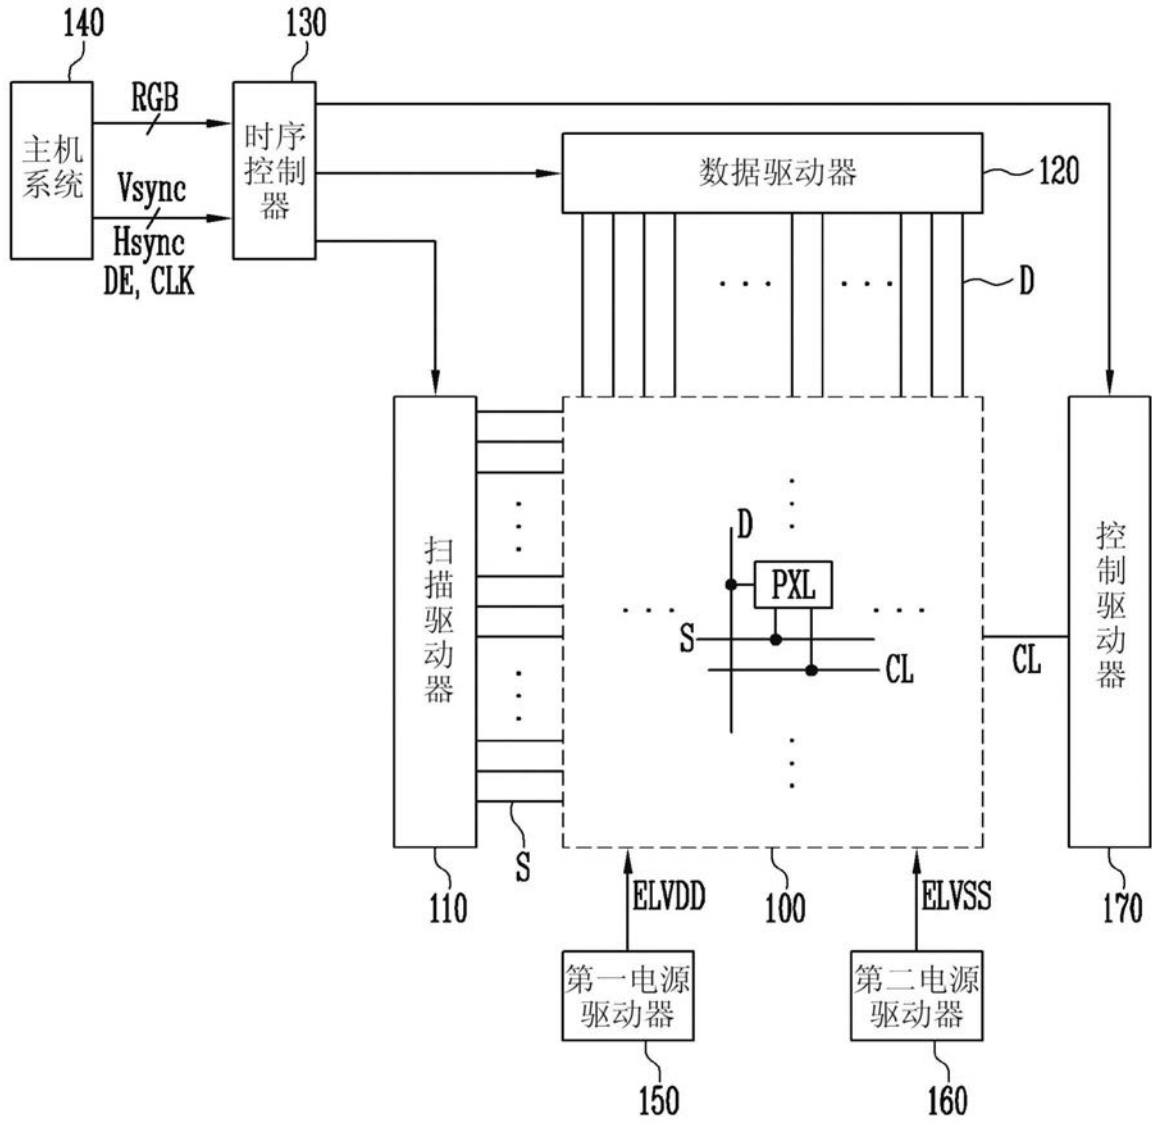 140
130
RGB
主机
系统
时序
控制
器
Vsync
Hsync
DE, CLK
数据驱动器
120
D
扫描驱动器
D
PXL
S
CL
CL
控制驱动器
S
110
ELVDD
100
ELVSS
170
第一电源
驱动器
第二电源
驱动器
150
160